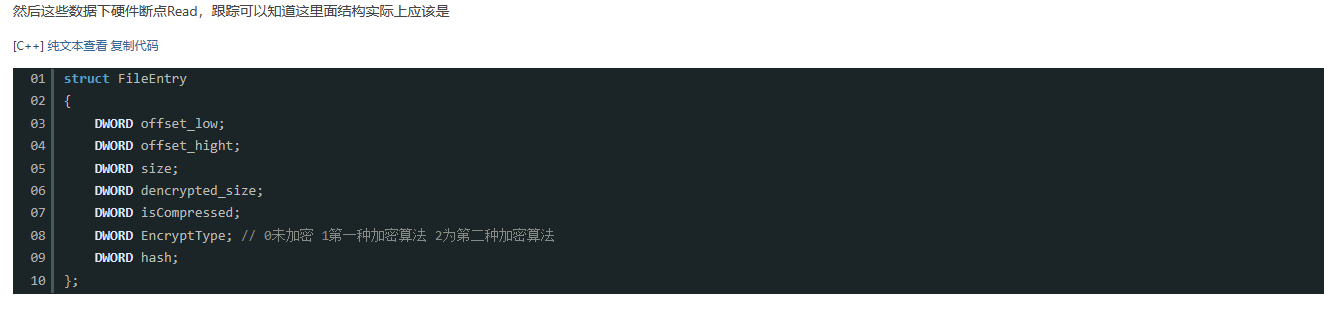 然后这些数据下硬件断点Read，跟踪可以知道这里面结构实际上应该是
[C++] 纯文本查看 复制代码
01 struct FileEntry
02 {
03     DWORD offset_low;
04     DWORD offset_hight;
05     DWORD size;
06     DWORD dencrypted_size;
07     DWORD isCompressed;
08     DWORD EncryptType; // 0未加密 1第一种加密算法 2为第二种加密算法
09     DWORD hash;
10 };